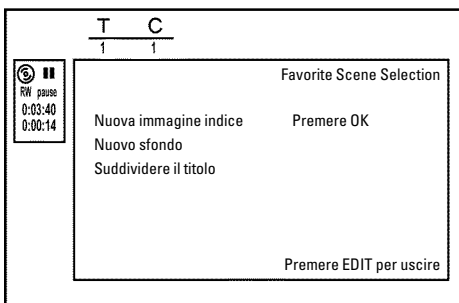 T C
1 1
RW pause
0:03:40
0:00:14
Favorite Scene Selection
Nuova immagine indice Premere OK
Nuovo sfondo
Suddividere il titolo
Premere EDIT per uscire